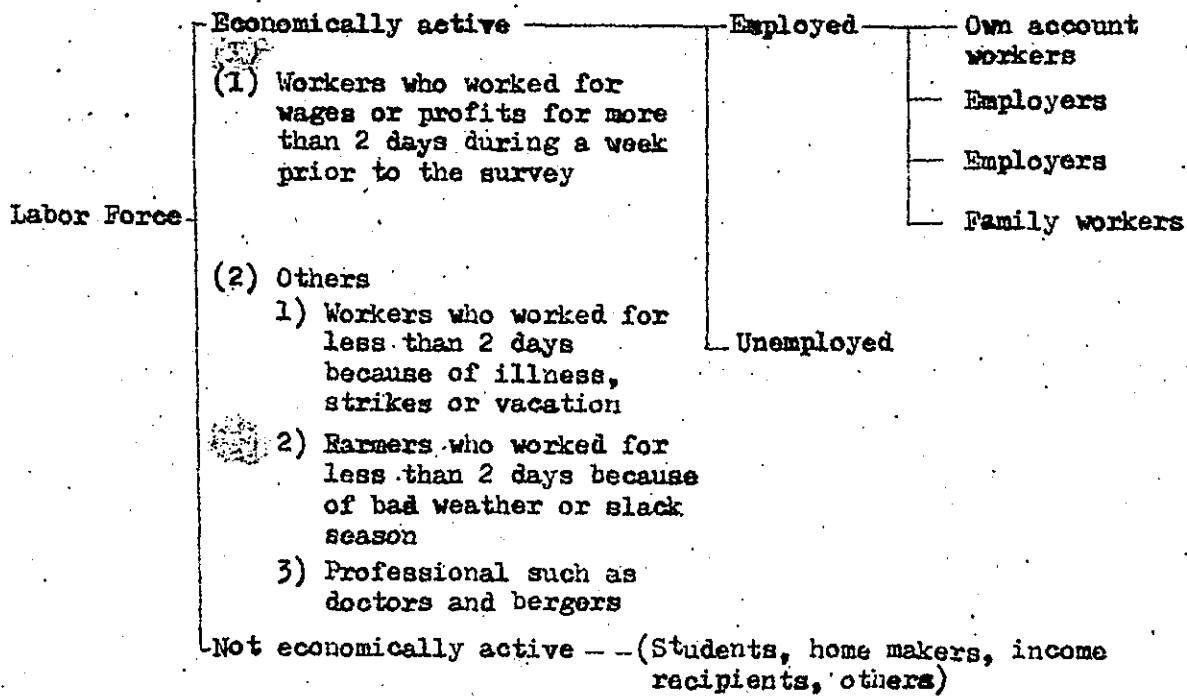 Economically active Employed Own account
workers
(1) Workers who worked for
wages or profits for more
than 2 days during a week
prior to the survey
Employers
Employers
Labor Force
Family workers
(2) Others
1) Workers who worked for
less than 2 days
because of illness,
strikes or vacation
Unemployed
2) Rarmers who worked for
less than 2 days because
of bad weather or slack
season
3) Professional such as
doctors and bergers
Not economically active -- (Students, home makers, income
recipients, others)